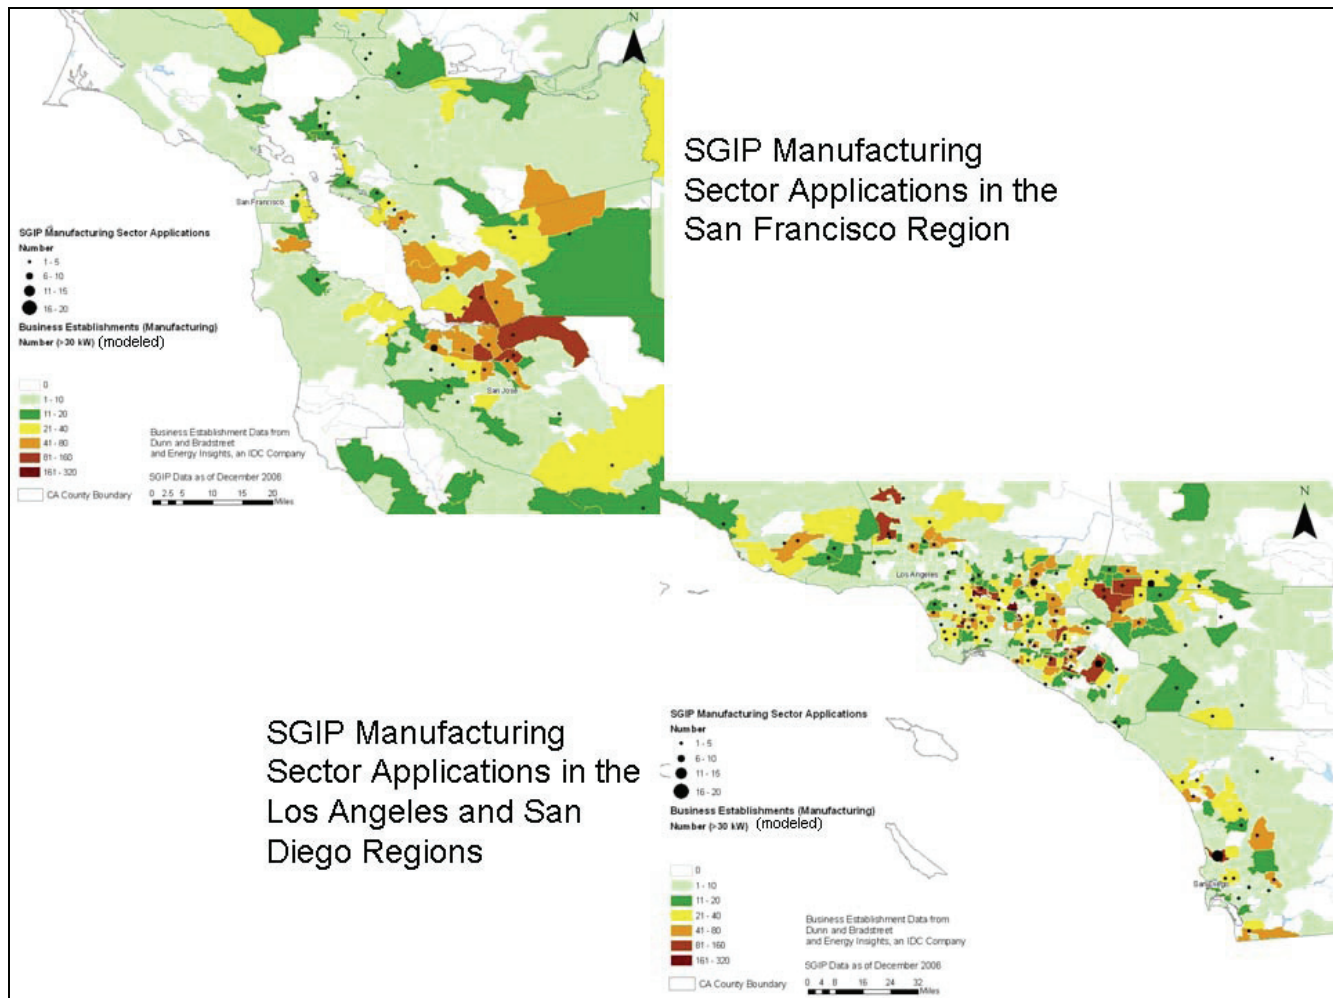 N
SGIP Manufacturing
Sector Applications in the
San Francisco Region
San Francisco
SGIP Manufacturing Sector Applications
Number
1 - 5
6 - 10
11 - 15
16 - 20
Business Establishments (Manufacturing)
Number (>30 kW) (modeled)
0
1 - 10
11 - 20
21 - 40
41 - 80
81 - 160
161 - 320
CA County Boundary
San Jose
Business Establishment Data from
Dunn and Bradstreet
and Energy Insights, an IDC Company
SGIP Data as of December 2006
0 2.5 5 10 15 20
Miles
N
Los Angeles
San Diego
SGIP Manufacturing
Sector Applications in the
Los Angeles and San
Diego Regions
SGIP Manufacturing Sector Applications
Number
1 - 5
6 - 10
11 - 15
16 - 20
Business Establishments (Manufacturing)
Number (>30 kW) (modeled)
0
1 - 10
11 - 20
21 - 40
41 - 80
81 - 160
161 - 320
CA County Boundary
Business Establishment Data from
Dunn and Bradstreet
and Energy Insights, an IDC Company
SGIP Data as of December 2006
0 4 8 16 24 32
Miles